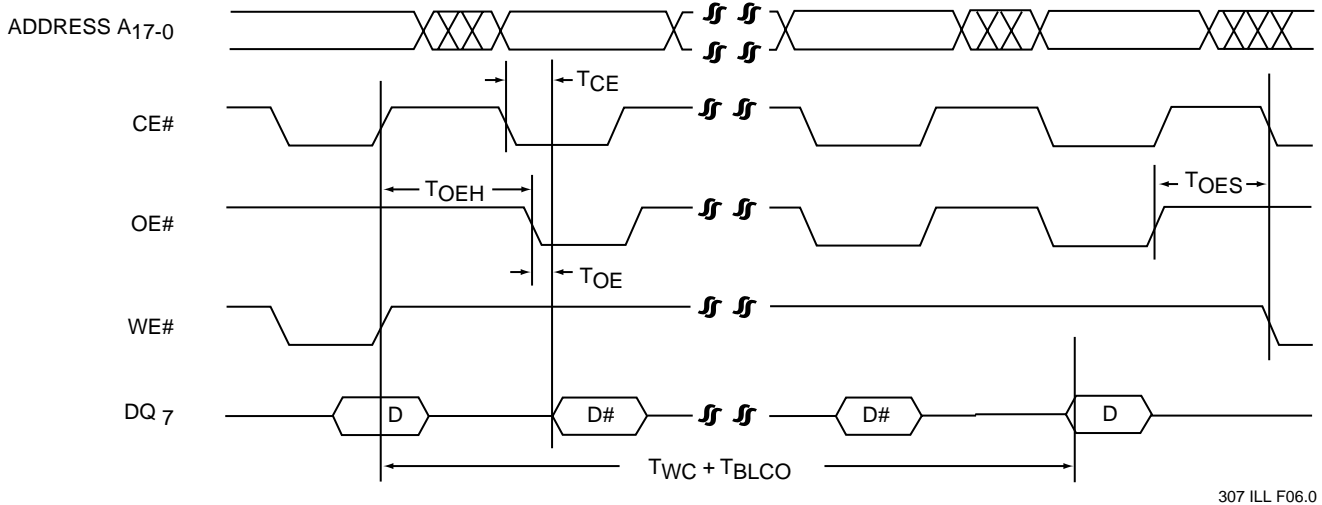 ADDRESS A17-0
TCE
CE#
TOEH
TOES
OE#
TOE
WE#
DQ 7
D
D#
D#
D
TWC + TBLCO
307 ILL F06.0